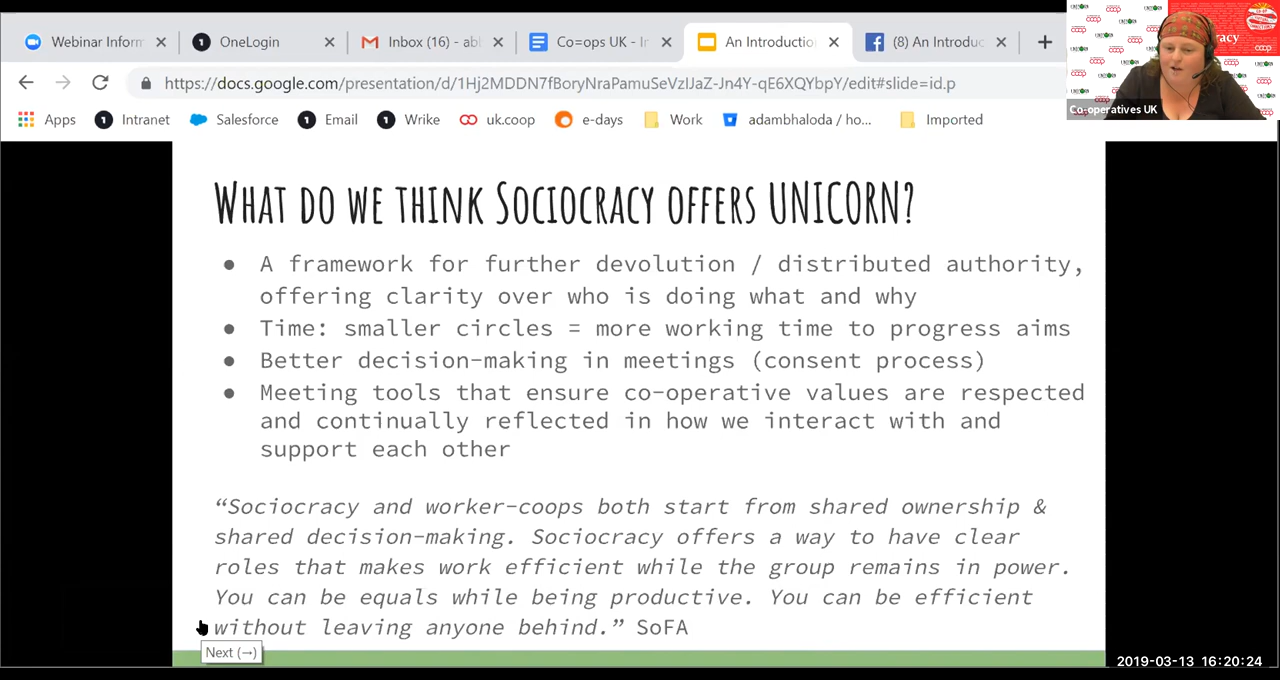 Webinar Inform
OneLogin
Inbox (16) - abl
Co=ops UK - In
An Introductio
(8) An Introduc
https://docs.google.com/presentation/d/1Hj2MDDN7fBoryNraPamuSeVzlJaZ-Jn4Y-qE6XQYbpY/edit#slide=id.p
Apps
Intranet
Salesforce
Email
Wrike
uk.coop
e-days
Work
adambhaloda / ho...
Imported
Co-operatives UK
WHAT DO WE THINK SOCIOCRACY OFFERS UNICORN?
● A framework for further devolution / distributed authority,
offering clarity over who is doing what and why
● Time: smaller circles = more working time to progress aims
● Better decision-making in meetings (consent process)
● Meeting tools that ensure co-operative values are respected
and continually reflected in how we interact with and
support each other
“Sociocracy and worker-coops both start from shared ownership &
shared decision-making. Sociocracy offers a way to have clear
roles that makes work efficient while the group remains in power.
You can be equals while being productive. You can be efficient
without leaving anyone behind.” SoFA
Next (→)
2019-03-13 16:20:24